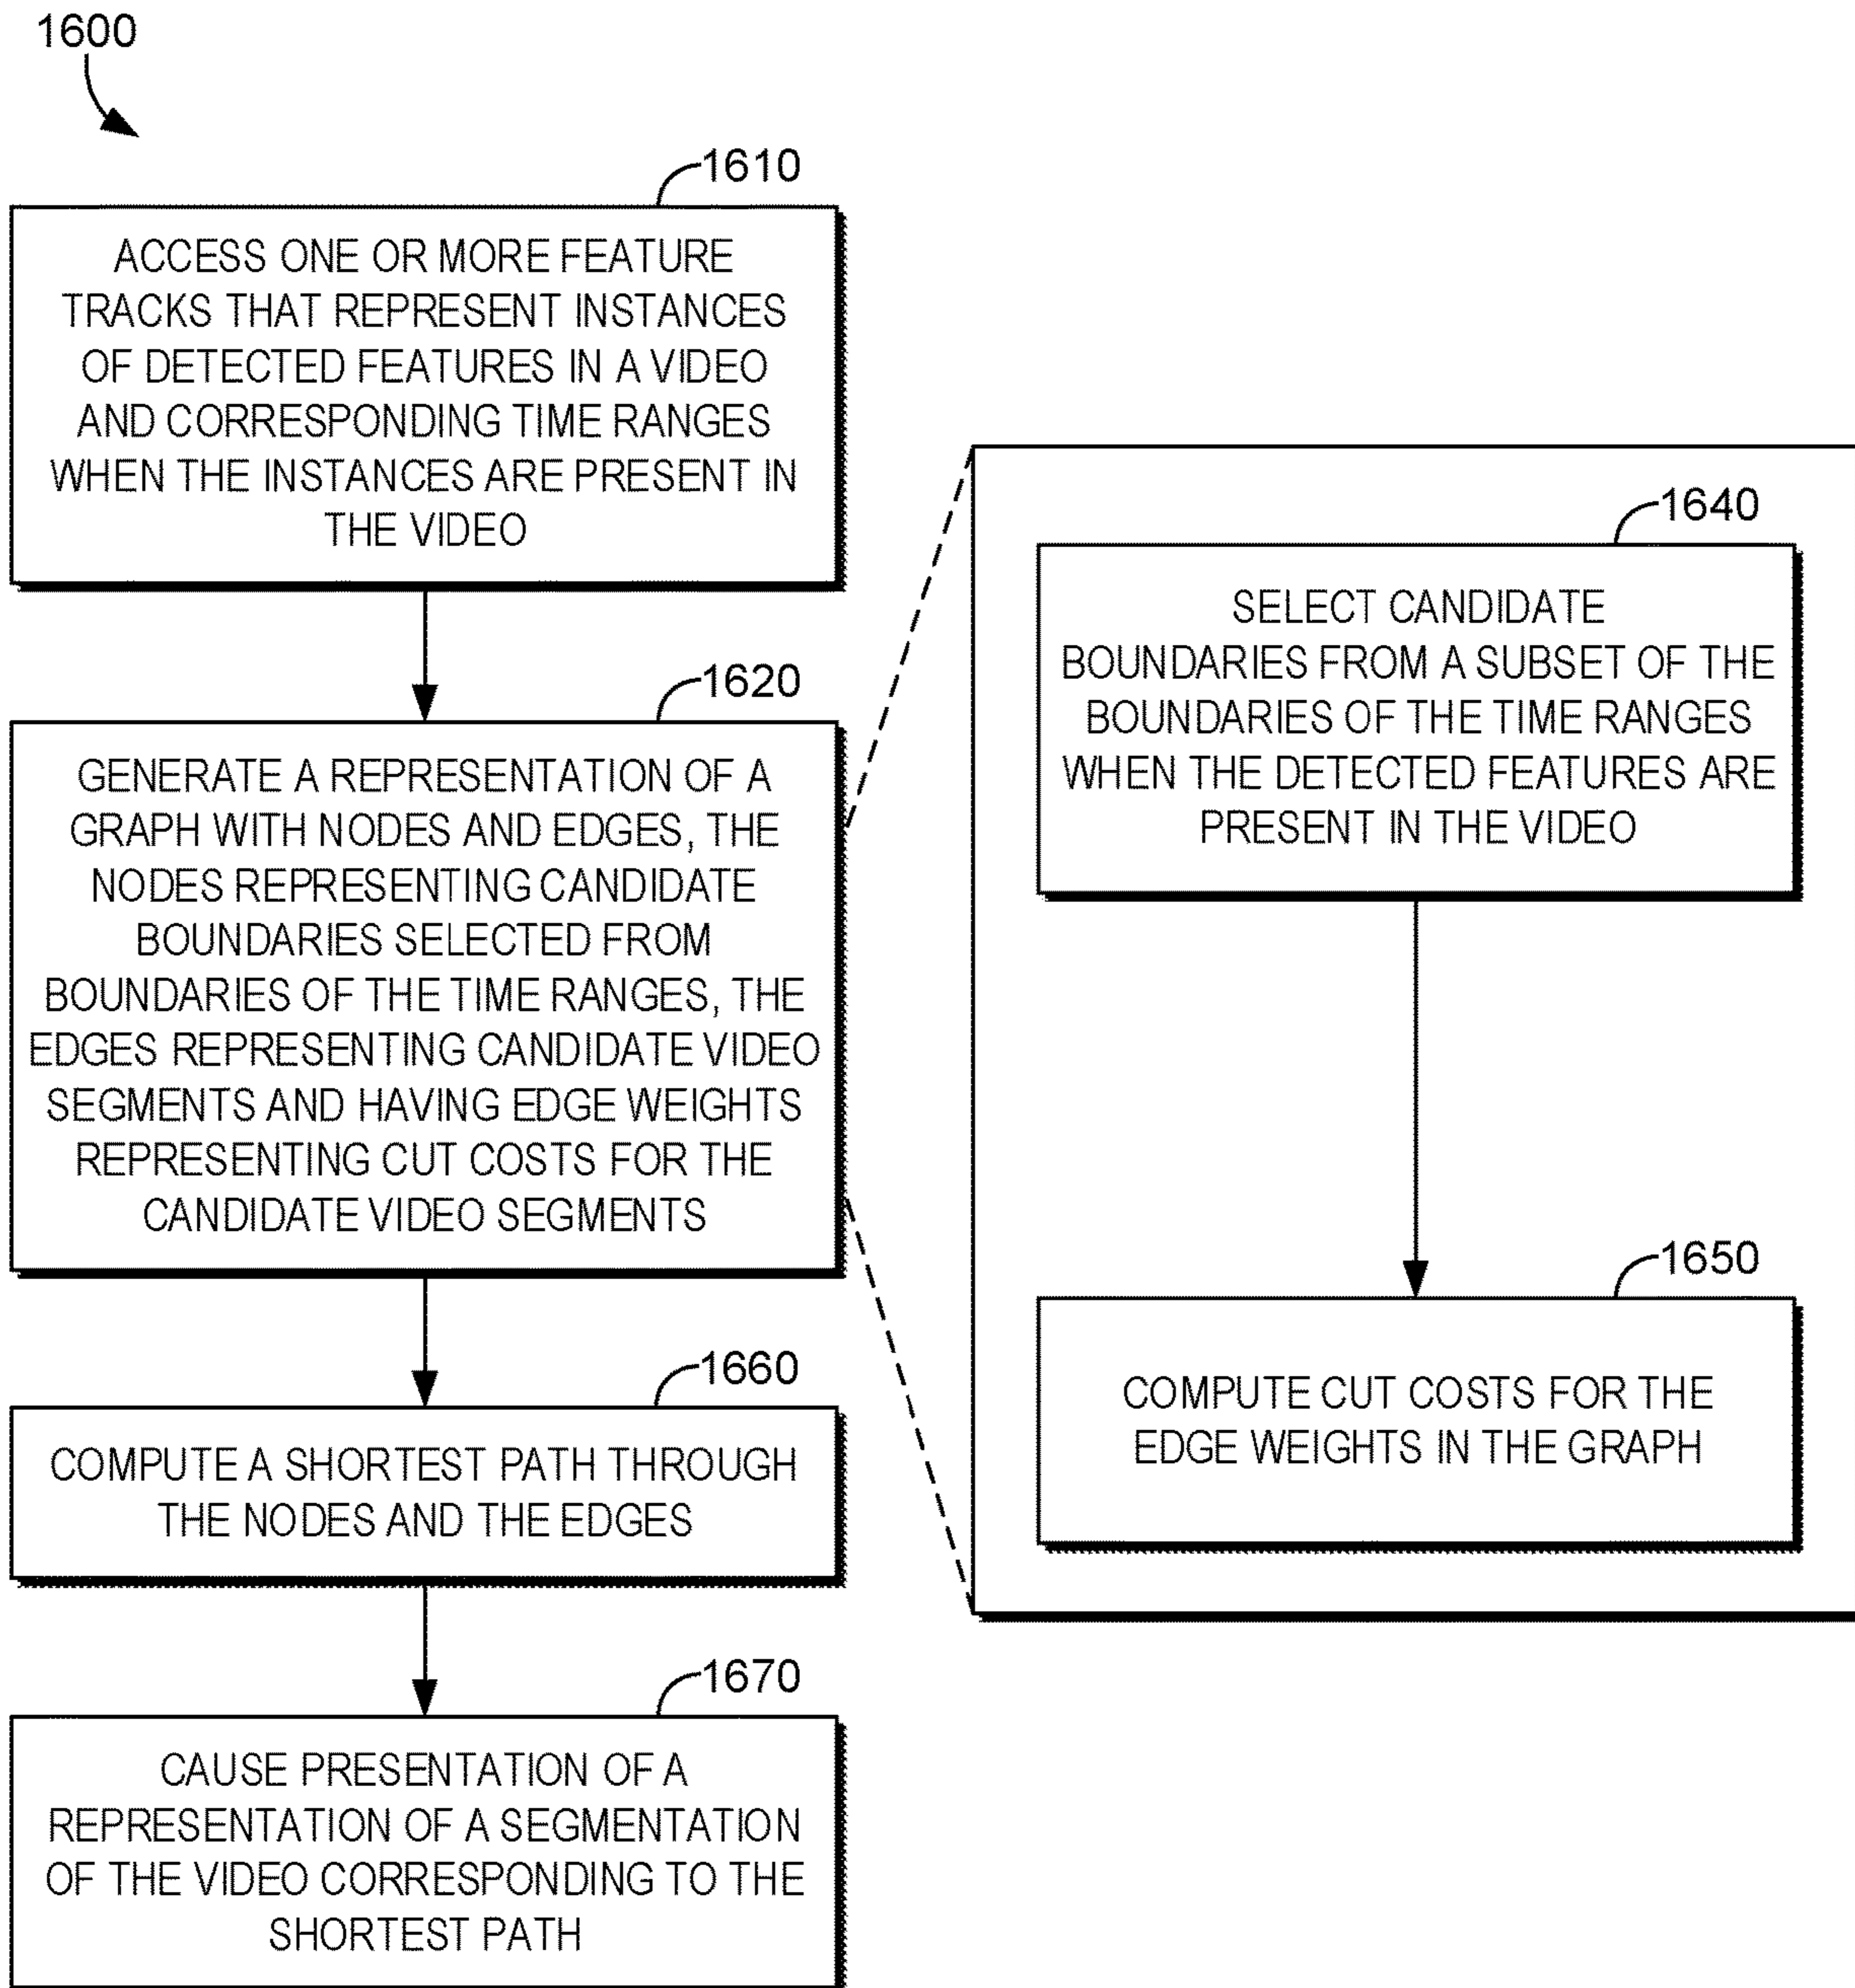 1600
1610
ACCESS ONE OR MORE FEATURE
TRACKS THAT REPRESENT INSTANCES
OF DETECTED FEATURES IN A VIDEO
AND CORRESPONDING TIME RANGES
WHEN THE INSTANCES ARE PRESENT IN
THE VIDEO
1620
GENERATE A REPRESENTATION OF A
GRAPH WITH NODES AND EDGES, THE
NODES REPRESENTING CANDIDATE
BOUNDARIES SELECTED FROM
BOUNDARIES OF THE TIME RANGES, THE
EDGES REPRESENTING CANDIDATE VIDEO
SEGMENTS AND HAVING EDGE WEIGHTS
REPRESENTING CUT COSTS FOR THE
CANDIDATE VIDEO SEGMENTS
1640
SELECT CANDIDATE
BOUNDARIES FROM A SUBSET OF THE
BOUNDARIES OF THE TIME RANGES
WHEN THE DETECTED FEATURES ARE
PRESENT IN THE VIDEO
1650
COMPUTE CUT COSTS FOR THE
EDGE WEIGHTS IN THE GRAPH
1660
COMPUTE A SHORTEST PATH THROUGH
THE NODES AND THE EDGES
1670
CAUSE PRESENTATION OF A
REPRESENTATION OF A SEGMENTATION
OF THE VIDEO CORRESPONDING TO THE
SHORTEST PATH